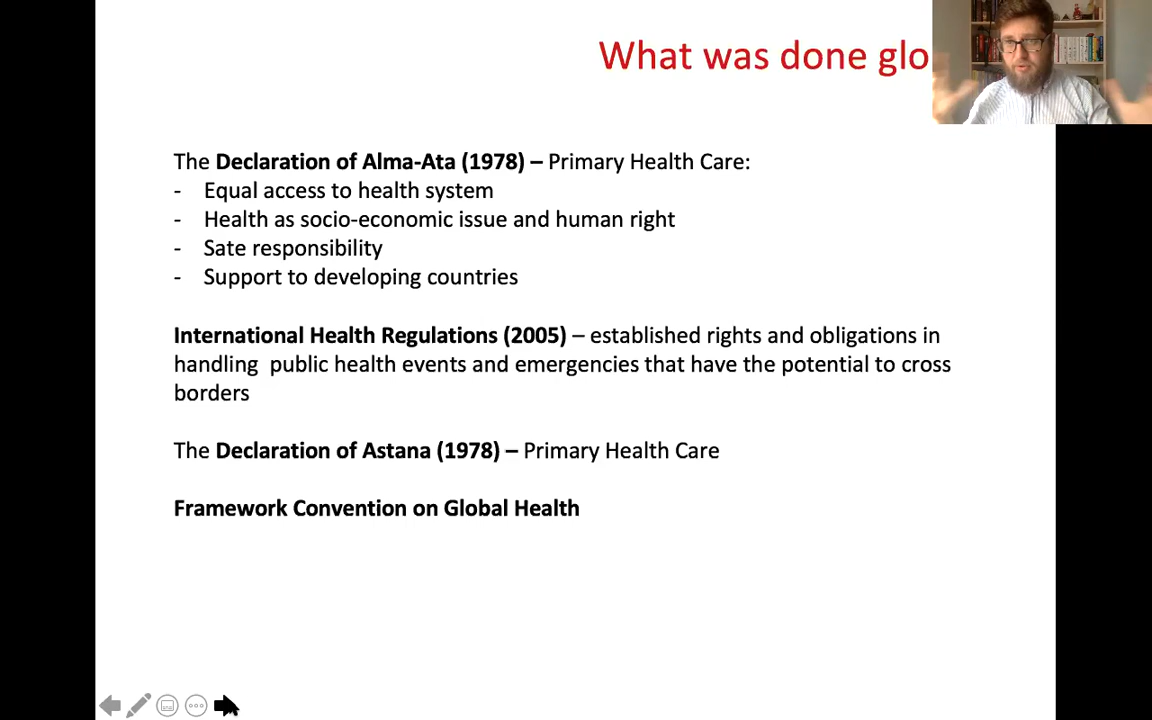 What was done glo
The Declaration of Alma-Ata (1978) – Primary Health Care:
- Equal access to health system
- Health as socio-economic issue and human right
- Sate responsibility
- Support to developing countries
International Health Regulations (2005) – established rights and obligations in
handling  public health events and emergencies that have the potential to cross
borders
The Declaration of Astana (1978) – Primary Health Care
Framework Convention on Global Health